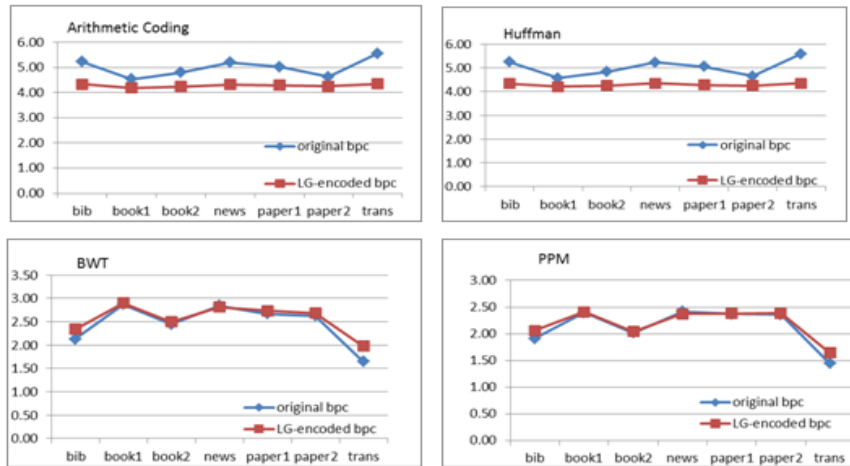 Arithmetic Coding
6.00
5.00
4.00
3.00
2.00
1.00
0.00
original bpc
LG-encoded bpc
bib book1 book2 news paper1 paper2 trans
Huffman
6.00
5.00
4.00
3.00
2.00
1.00
0.00
original bpc
LG-encoded bpc
bib book1 book2 news paper1 paper2 trans
BWT
3.50
3.00
2.50
2.00
1.50
1.00
0.50
0.00
original bpc
LG-encoded bpc
bib book1 book2 news paper1 paper2 trans
PPM
3.00
2.50
2.00
1.50
1.00
0.50
0.00
original bpc
LG-encoded bpc
bib book1 book2 news paper1 paper2 trans